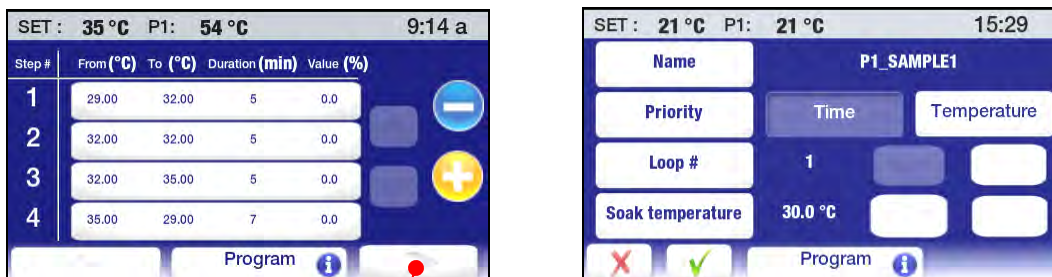 SET : 35 °C P1: 54 °C 9:14 a
Step # From (°C) To (°C) Duration (min) Value (%)
1 29.00 32.00 5 0.0
2 32.00 32.00 5 0.0
3 32.00 35.00 5 0.0
4 35.00 29.00 7 0.0
Program i
SET : 21 °C P1: 21 °C 15:29
Name P1_SAMPLE1
Priority Time Temperature
Loop # 1
Soak temperature 30.0 °C
Program i